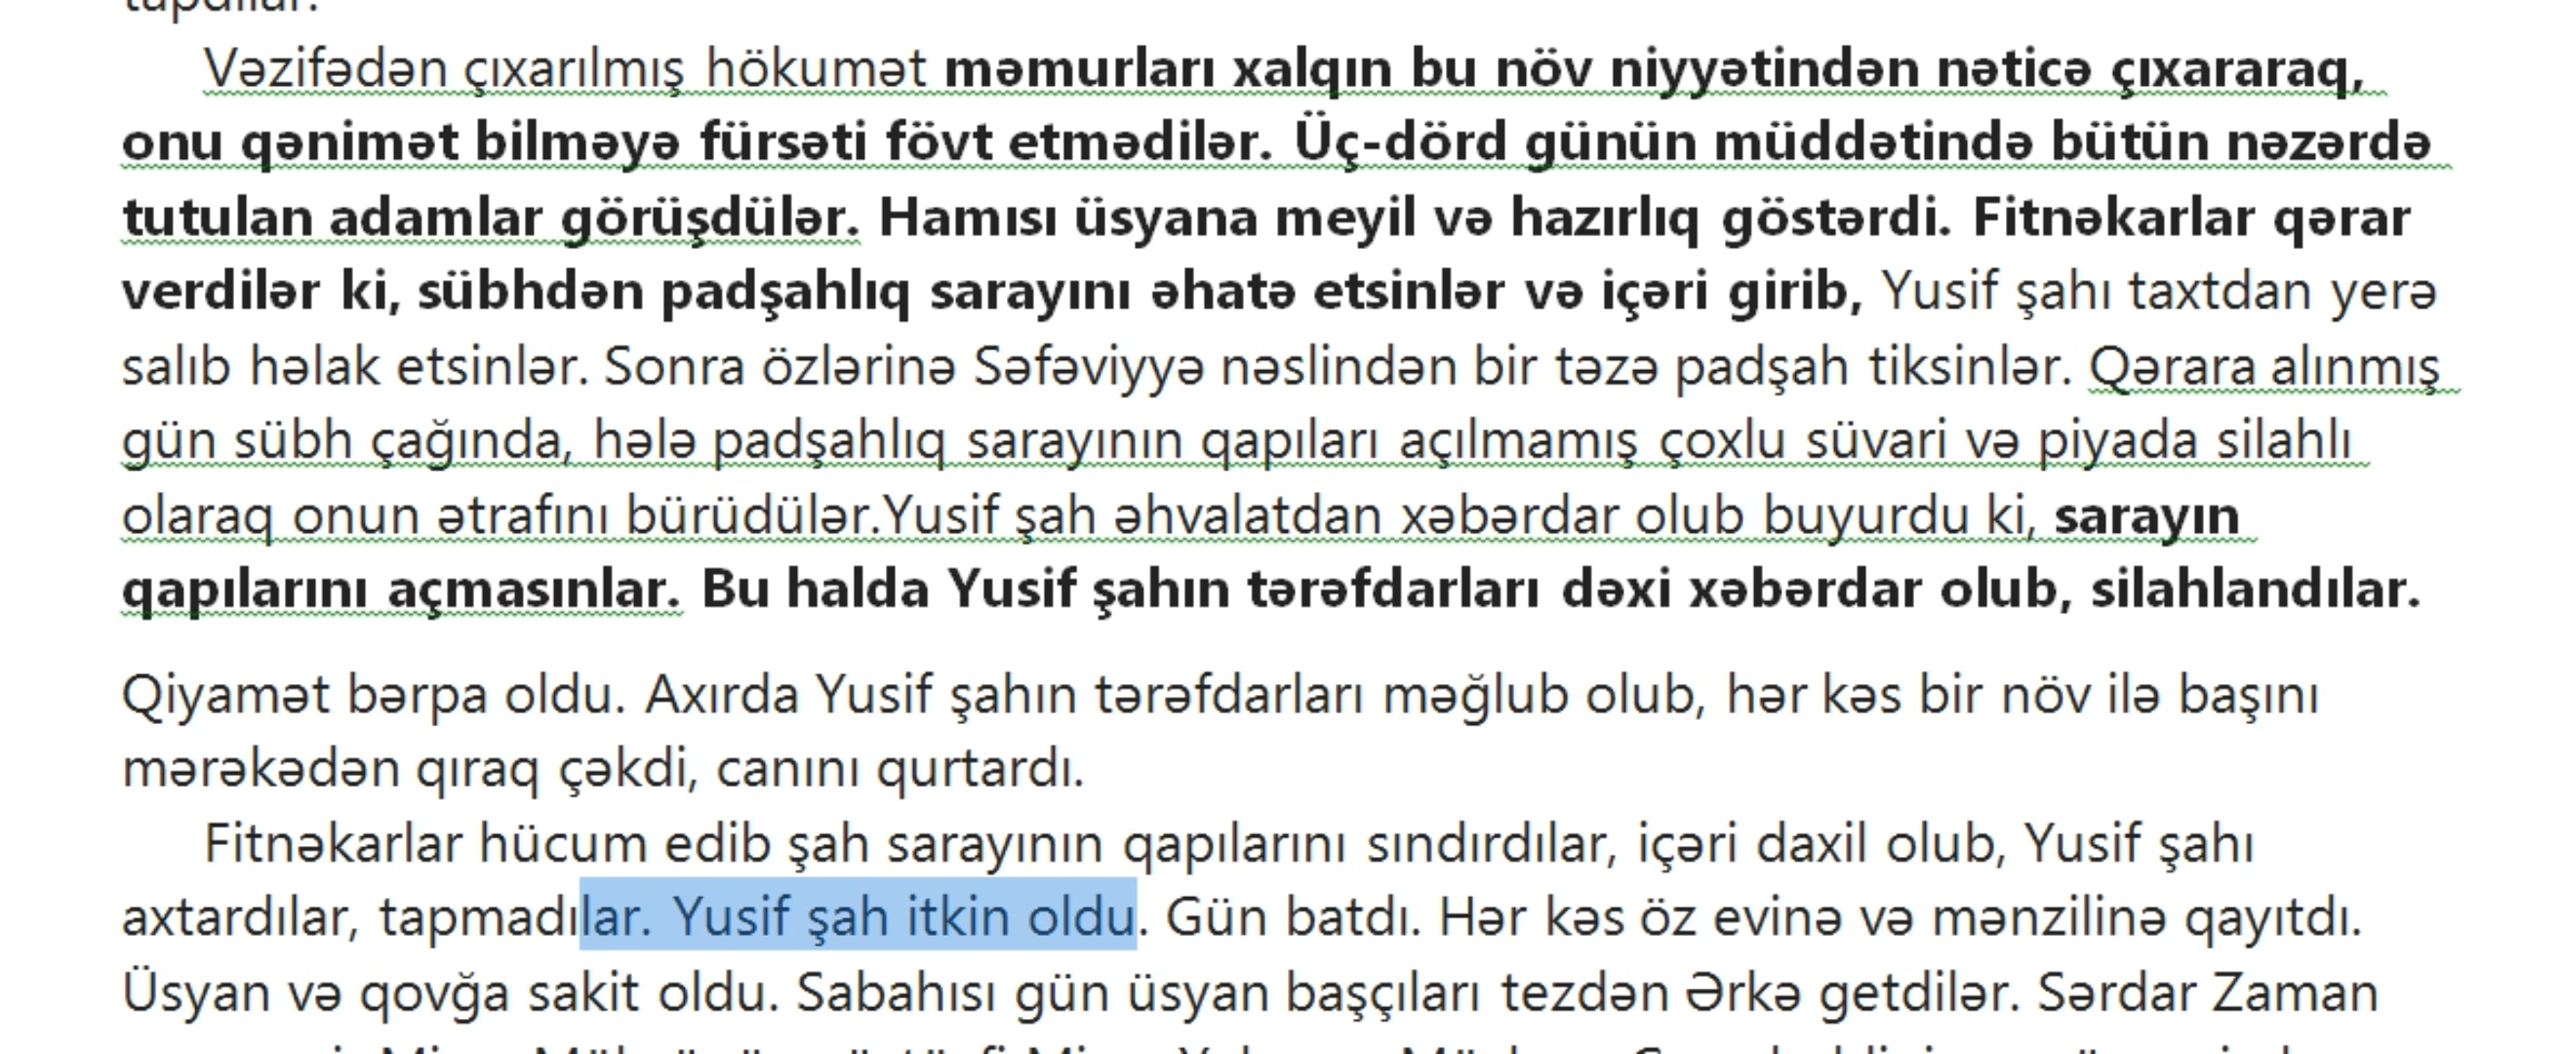 tapdılar.
Vəzifədən çıxarılmış hökumət məmurları xalqın bu növ niyyətindən nəticə çıxararaq,
onu qənimət bilməyə fürsəti fövt etmədilər. Üç-dörd günün müddətində bütün nəzərdə
tutulan adamlar görüşdülər. Hamısı üsyana meyil və hazırlıq göstərdi. Fitnəkarlar qərar
verdilər ki, sübhdən padşahlıq sarayını əhatə etsinlər və içəri girib, Yusif şahı taxtdan yerə
salıb həlak etsinlər. Sonra özlərinə Səfəviyyə nəslindən bir təzə padşah tiksinlər. Qərara alınmış
gün sübh çağında, hələ padşahlıq sarayının qapıları açılmamış çoxlu süvari və piyada silahlı
olaraq onun ətrafını bürüdülər.Yusif şah əhvalatdan xəbərdar olub buyurdu ki, sarayın
qapılarını açmasınlar. Bu halda Yusif şahın tərəfdarları dəxi xəbərdar olub, silahlandılar.
Qiyamət bərpa oldu. Axırda Yusif şahın tərəfdarları məğlub olub, hər kəs bir növ ilə başını
mərəkədən qıraq çəkdi, canını qurtardı.
Fitnəkarlar hücum edib şah sarayının qapılarını sındırdılar, içəri daxil olub, Yusif şahı
axtardılar, tapmadılar. Yusif şah itkin oldu. Gün batdı. Hər kəs öz evinə və mənzilinə qayıtdı.
Üsyan və qovğa sakit oldu. Sabahısı gün üsyan başçıları tezdən Ərkə getdilər. Sərdar Zaman